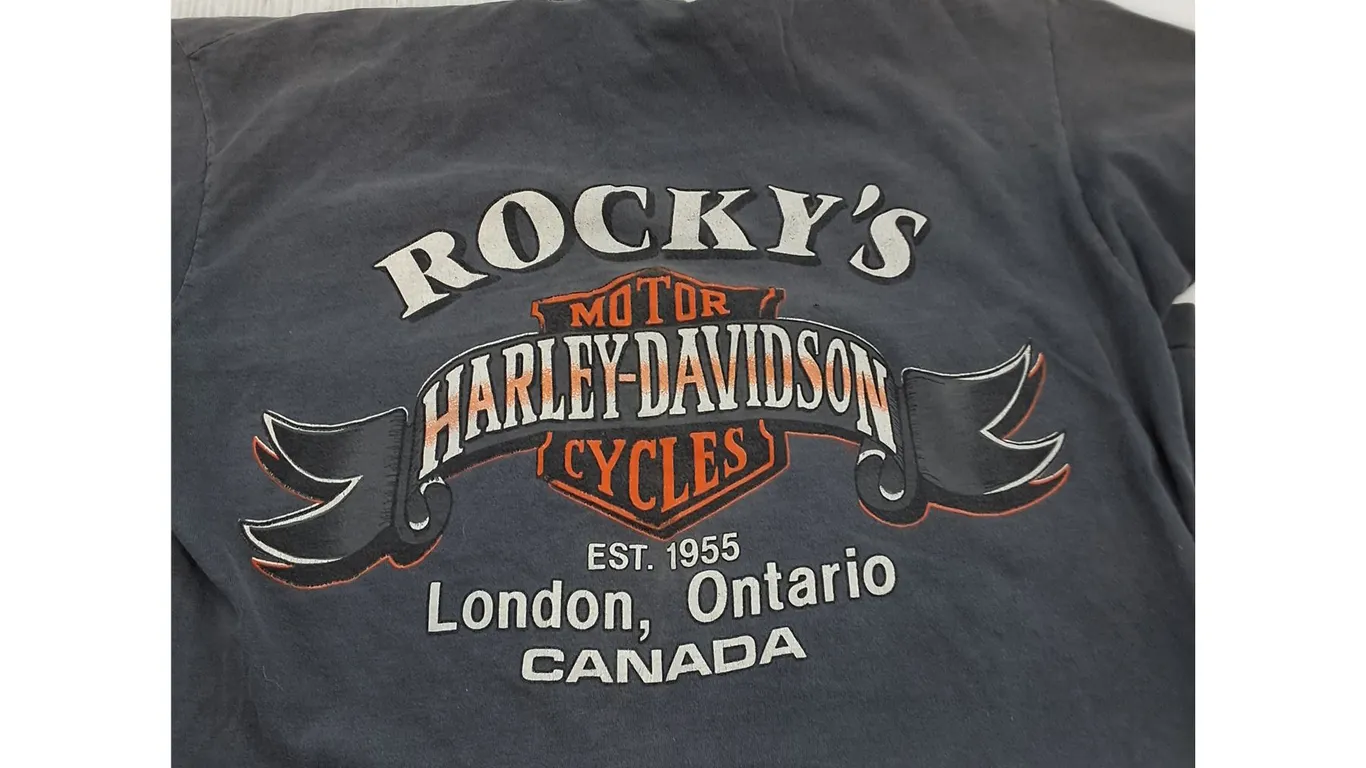 ROCKY'S
MOTOR
HARLEY-DAVIDSON
CYCLES
EST. 1955
London, Ontario
CANADA